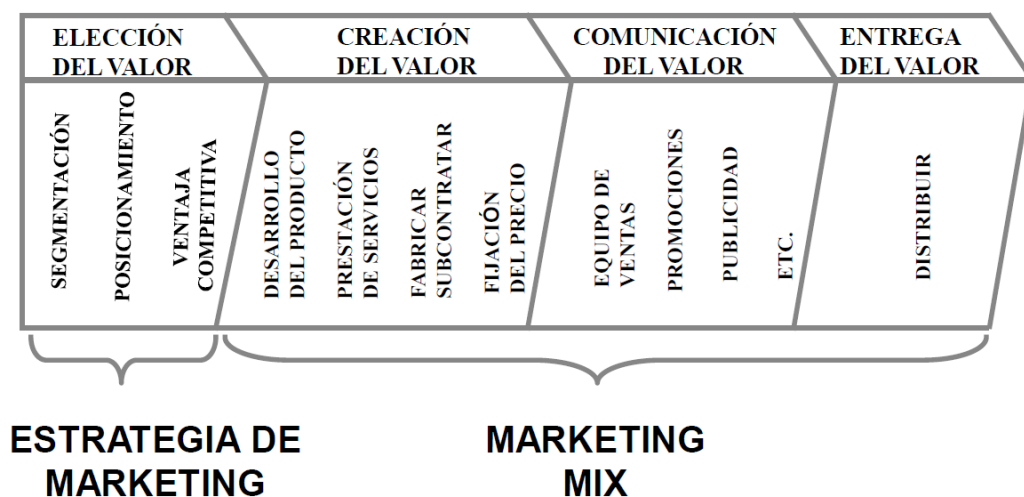 ELECCIÓN
DEL VALOR
CREACIÓN
DEL VALOR
COMUNICACIÓN
DEL VALOR
ENTREGA
DEL VALOR
SEGMENTACIÓN
POSICIONAMIENTO
VENTAJA
COMPETITIVA
DESARROLLO
DEL PRODUCTO
PRESTACIÓN
DE SERVICIOS
FABRICAR
SUBCONTRATAR
FIJACIÓN
DEL PRECIO
EQUIPO DE
VENTAS
PROMOCIONES
PUBLICIDAD
ETC.
DISTRIBUIR
ESTRATEGIA DE
MARKETING
MARKETING
MIX